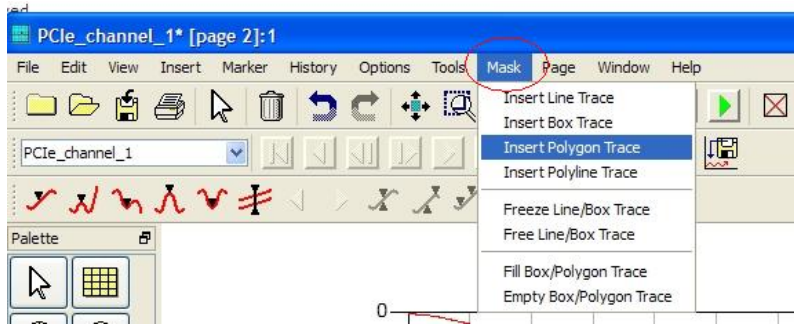 PCIe_channel_1* [page 2]:1
File Edit View Insert Marker History Options Tools Mask Page Window Help
Insert Line Trace
Insert Box Trace
PCIe_channel_1
Insert Polygon Trace
Insert Polyline Trace
Freeze Line/Box Trace
Free Line/Box Trace
Palette
Fill Box/Polygon Trace
Empty Box/Polygon Trace
0